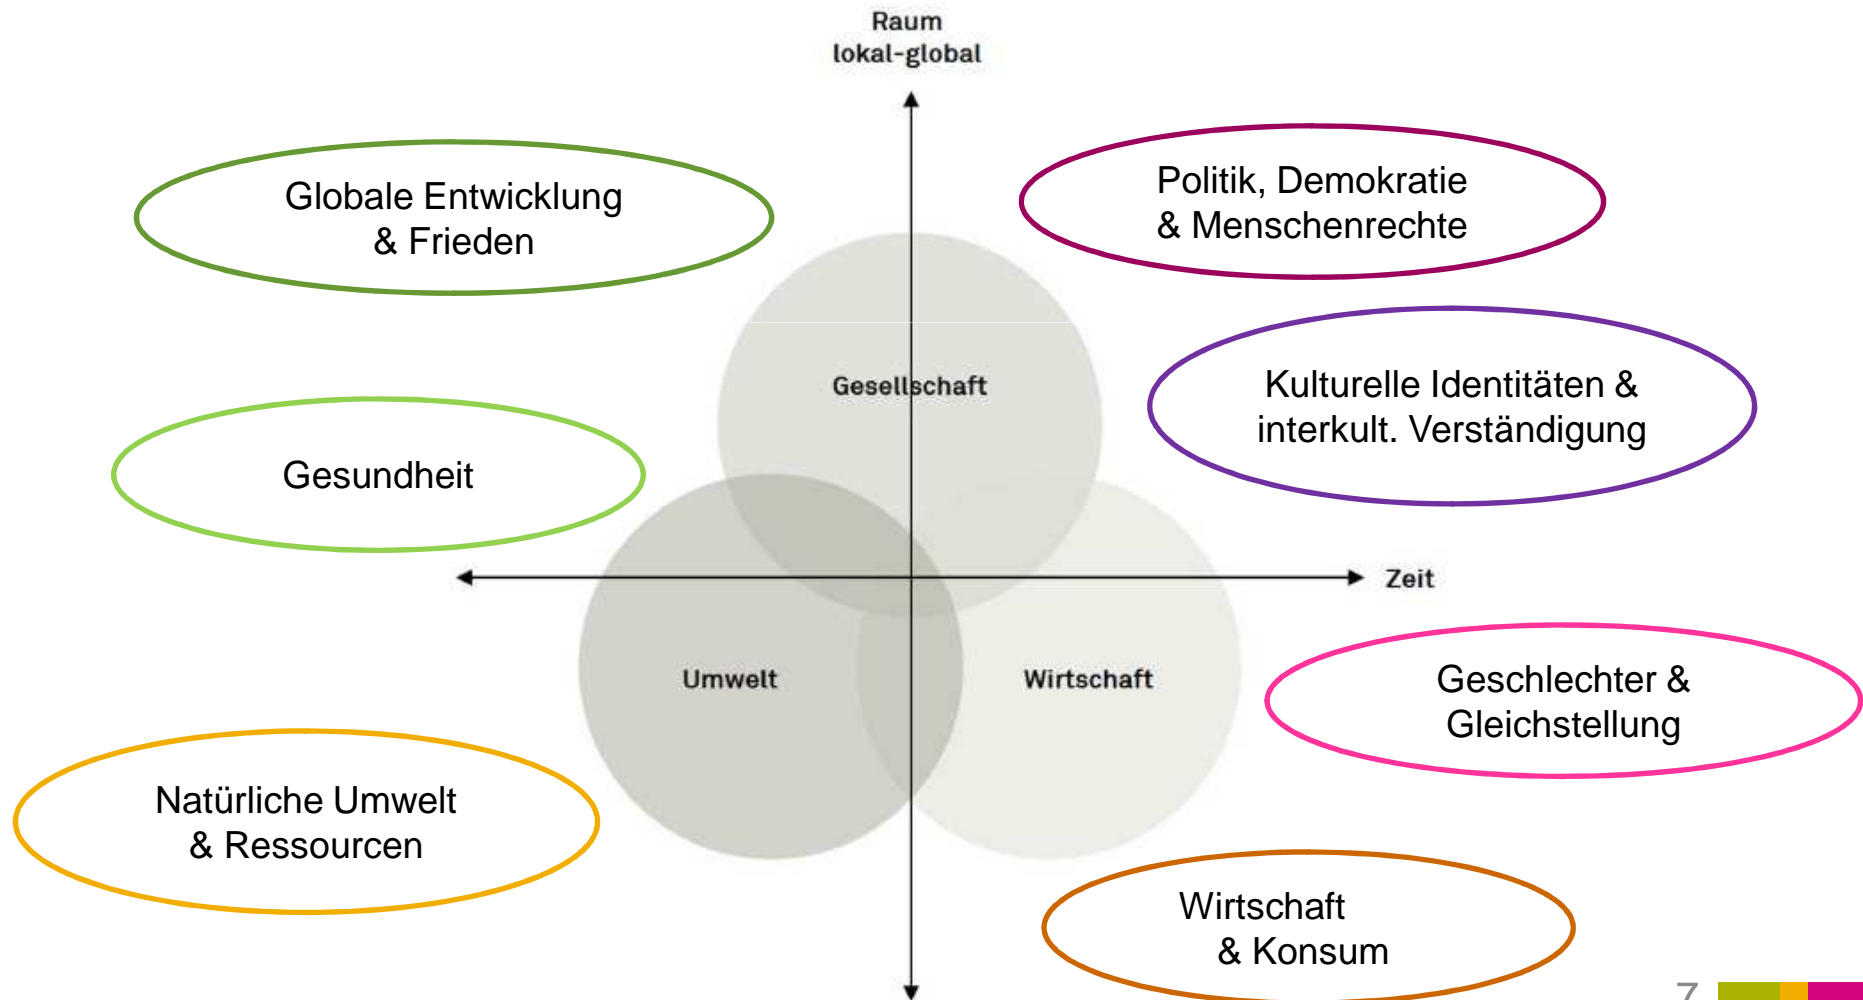 Raum
lokal-global
Globale Entwicklung
& Frieden
Politik, Demokratie
& Menschenrechte
Gesellschaft
Kulturelle Identitäten &
interkult. Verständigung
Gesundheit
Zeit
Umwelt
Wirtschaft
Geschlechter &
Gleichstellung
Natürliche Umwelt
& Ressourcen
Wirtschaft
& Konsum
7